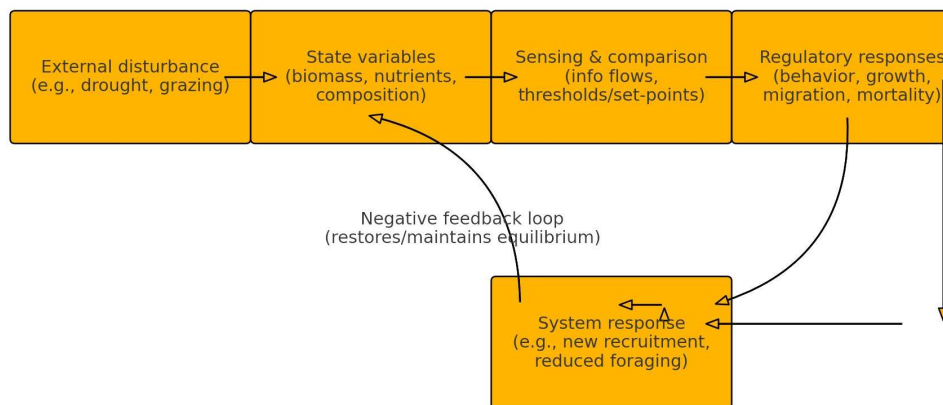 External disturbance
(e.g., drought, grazing)
State variables
(biomass, nutrients,
composition)
Sensing & comparison
(info flows,
thresholds/set-points)
Regulatory responses
(behavior, growth,
migration, mortality)
Negative feedback loop
(restores/maintains equilibrium)
System response
(e.g., new recruitment,
reduced foraging)